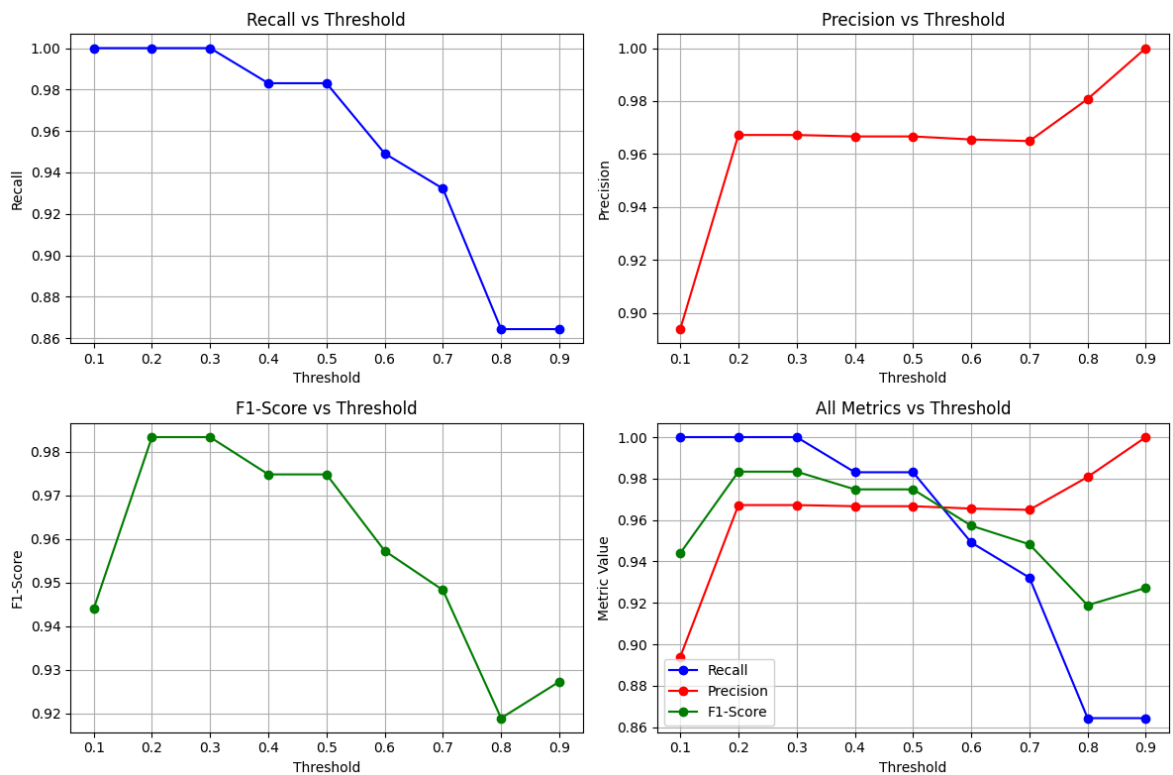 Recall vs Threshold
1.00
0.98
0.96
0.94
0.92
0.90
0.88
0.86
Recall
0.1 0.2 0.3 0.4 0.5 0.6 0.7 0.8 0.9
Threshold
Precision vs Threshold
1.00
0.98
0.96
0.94
0.92
0.90
Precision
0.1 0.2 0.3 0.4 0.5 0.6 0.7 0.8 0.9
Threshold
F1-Score vs Threshold
0.98
0.97
0.96
0.95
0.94
0.93
0.92
F1-Score
0.1 0.2 0.3 0.4 0.5 0.6 0.7 0.8 0.9
Threshold
All Metrics vs Threshold
1.00
0.98
0.96
0.94
0.92
0.90
0.88
0.86
Metric Value
Recall
Precision
F1-Score
0.1 0.2 0.3 0.4 0.5 0.6 0.7 0.8 0.9
Threshold